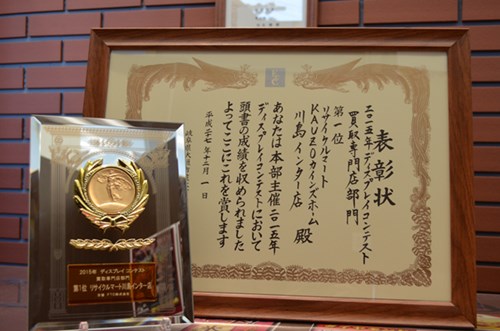 表彰状
二〇一五年ディスプレイコンテスト
買取専門店部門
第一位
リサイクルマート
KAUZOカインズホーム
川島インター店 殿
あなたは本部主催二〇一五年
ディスプレイコンテストにおいて
頭書の成績を収められました
よってここにこれを賞します
平成二十七年十二月一日
2015年 ディスプレイコンテスト
買取専門店部門
第1位 リサイクルマート川島インター店